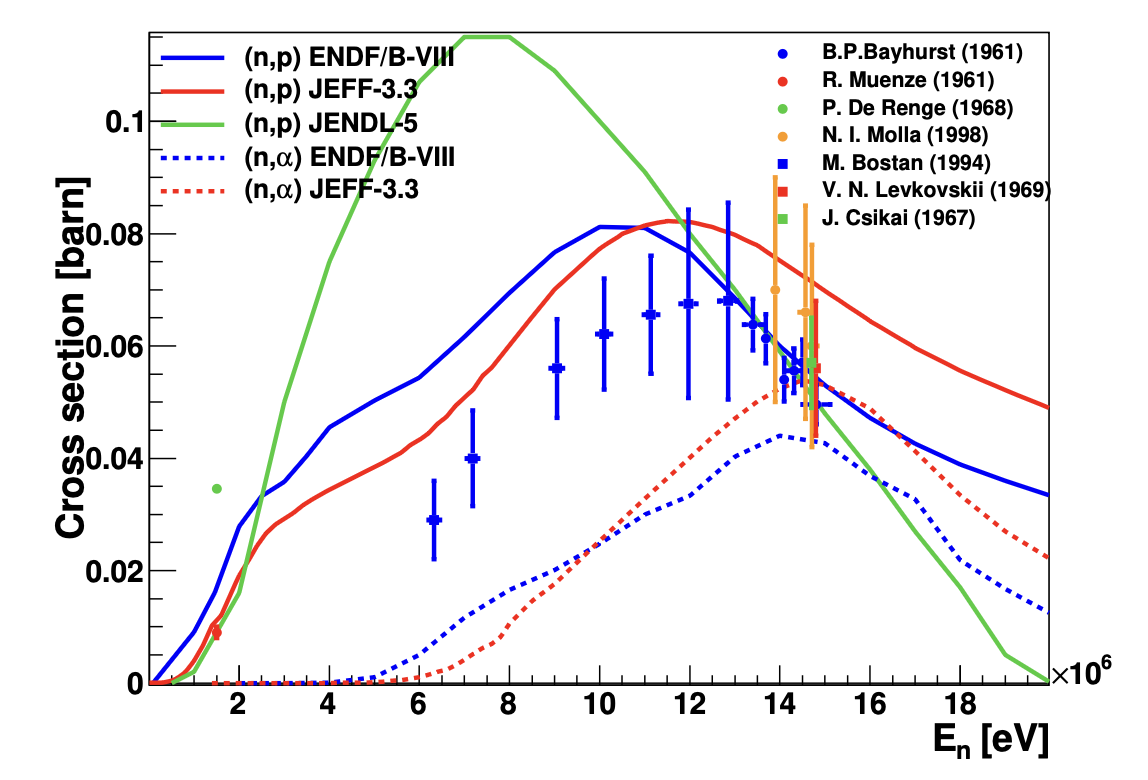 (n,p) ENDF/B-VIII
(n,p) JEFF-3.3
(n,p) JENDL-5
(n,α) ENDF/B-VIII
(n,α) JEFF-3.3
B.P.Bayhurst (1961)
R. Muenze (1961)
P. De Renge (1968)
N. I. Molla (1998)
M. Bostan (1994)
V. N. Levkovskii (1969)
J. Csikai (1967)
Cross section [barn]
0.1
0.08
0.06
0.04
0.02
0
2 4 6 8 10 12 14 16 18
×10⁶
Eₙ [eV]